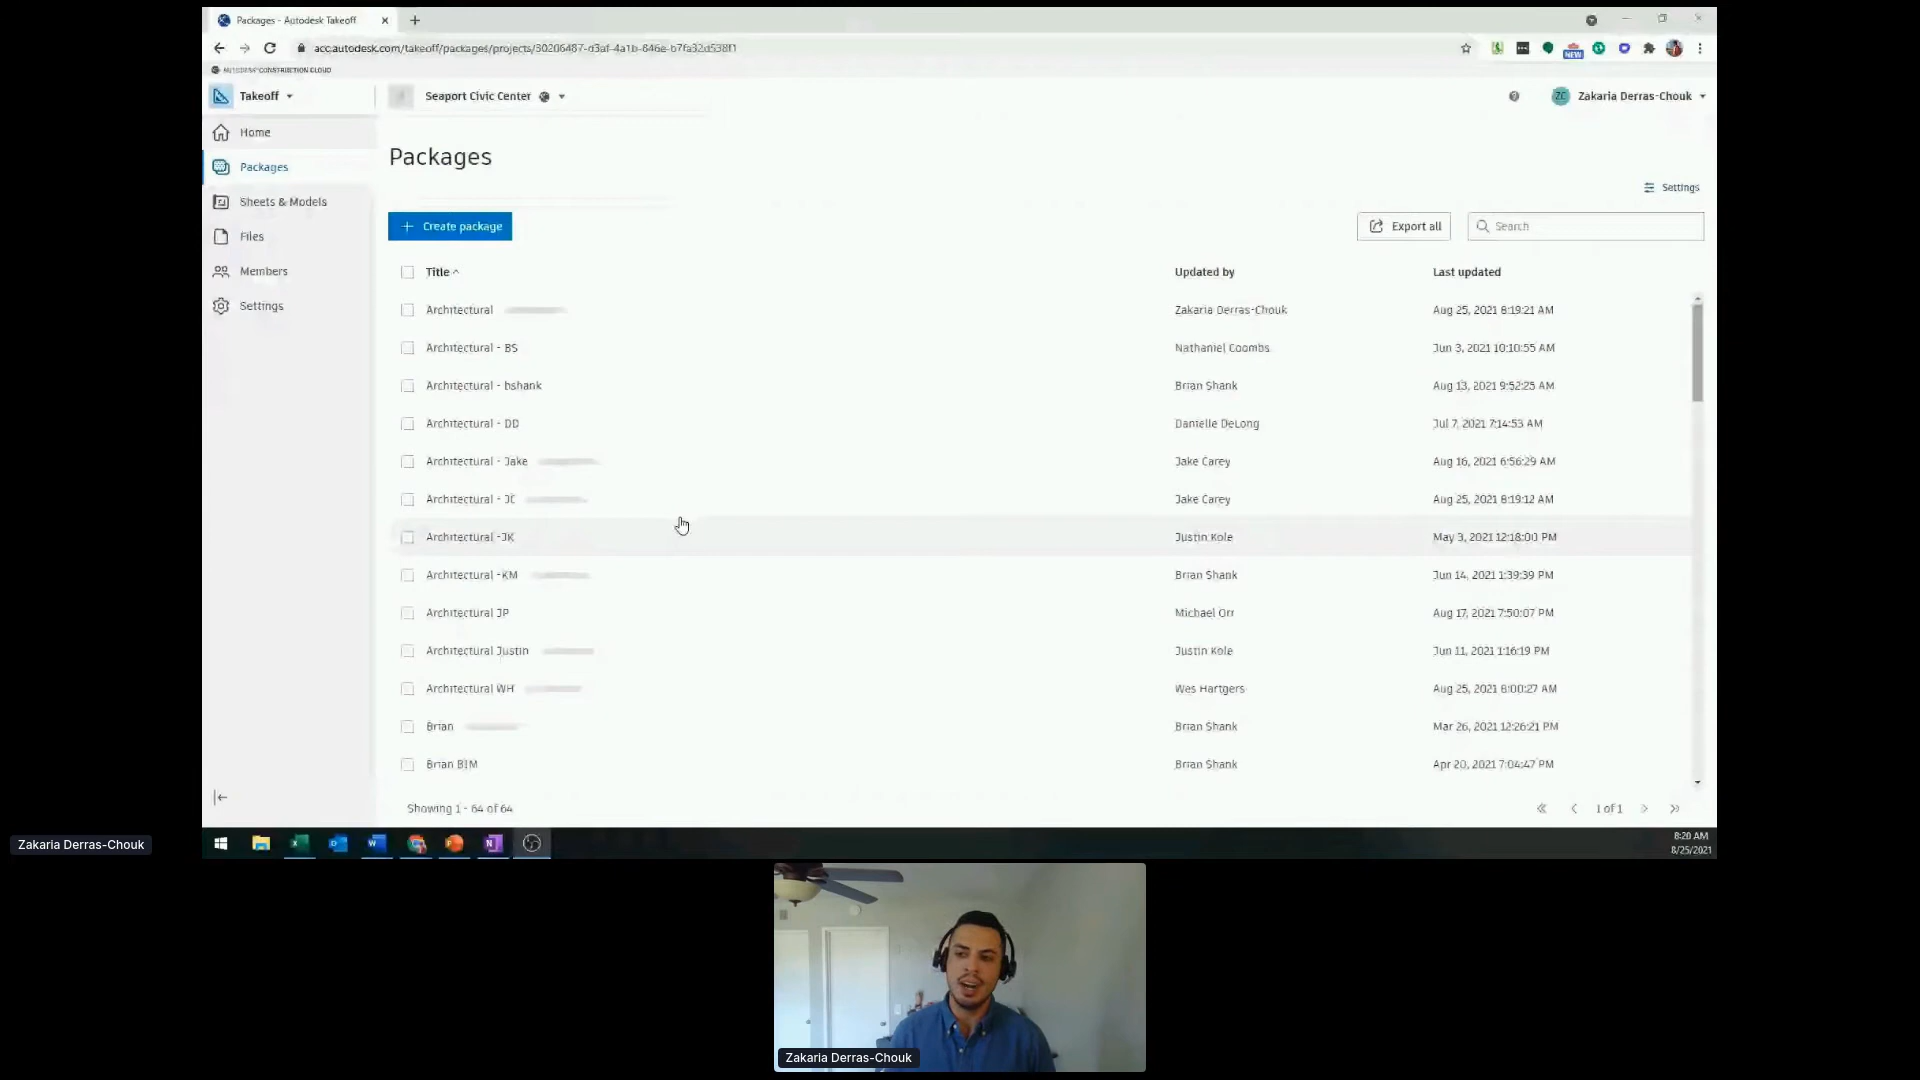 Packages - Autodesk Takeoff
acc.autodesk.com/takeoff/packages/projects/30206487-d3af-4a1b-846e-b7fa32d538f1
NEW
AUTODESK CONSTRUCTION CLOUD
Takeoff
Seaport Civic Center
ZC Zakaria Derras-Chouk
Home
Packages
Sheets & Models
Files
Members
Settings
Packages
Settings
+ Create package
Export all
Search
Title Updated by Last updated
Architectural Zakaria Derras-Chouk Aug 25, 2021 8:19:21 AM
Architectural - BS Nathaniel Coombs Jun 3, 2021 10:10:55 AM
Architectural - bshank Brian Shank Aug 13, 2021 9:52:25 AM
Architectural - DD Danielle DeLong Jul 7, 2021 7:14:53 AM
Architectural - Jake Jake Carey Aug 16, 2021 6:56:29 AM
Architectural - JC Jake Carey Aug 25, 2021 8:19:12 AM
Architectural -JK Justin Kole May 3, 2021 12:18:00 PM
Architectural -KM Brian Shank Jun 14, 2021 1:39:39 PM
Architectural JP Michael Orr Aug 17, 2021 7:50:07 PM
Architectural Justin Justin Kole Jun 11, 2021 1:16:19 PM
Architectural WH Wes Hartgers Aug 25, 2021 8:00:27 AM
Brian Brian Shank Mar 26, 2021 12:26:21 PM
Brian BIM Brian Shank Apr 20, 2021 7:04:47 PM
Showing 1 - 64 of 64
1 of 1
8:20 AM
8/25/2021
Zakaria Derras-Chouk
Zakaria Derras-Chouk